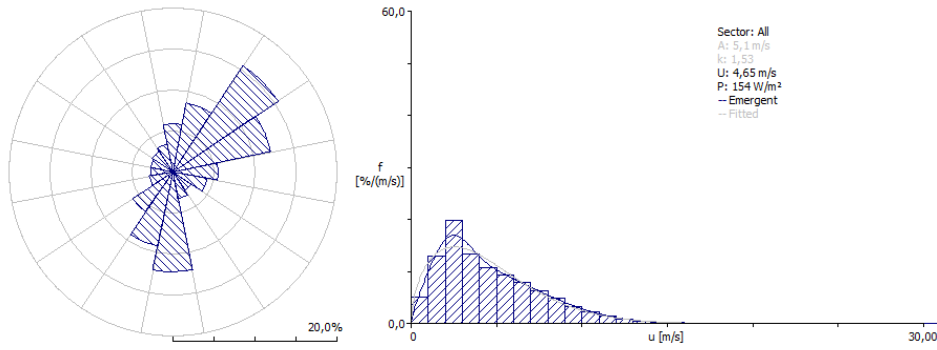 20,0%
60,0
f
[%/(m/s)]
0,0
0
u [m/s]
30,00
Sector: All
A: 5,1 m/s
k: 1,53
U: 4,65 m/s
P: 154 W/m²
-- Emergent
-- Fitted